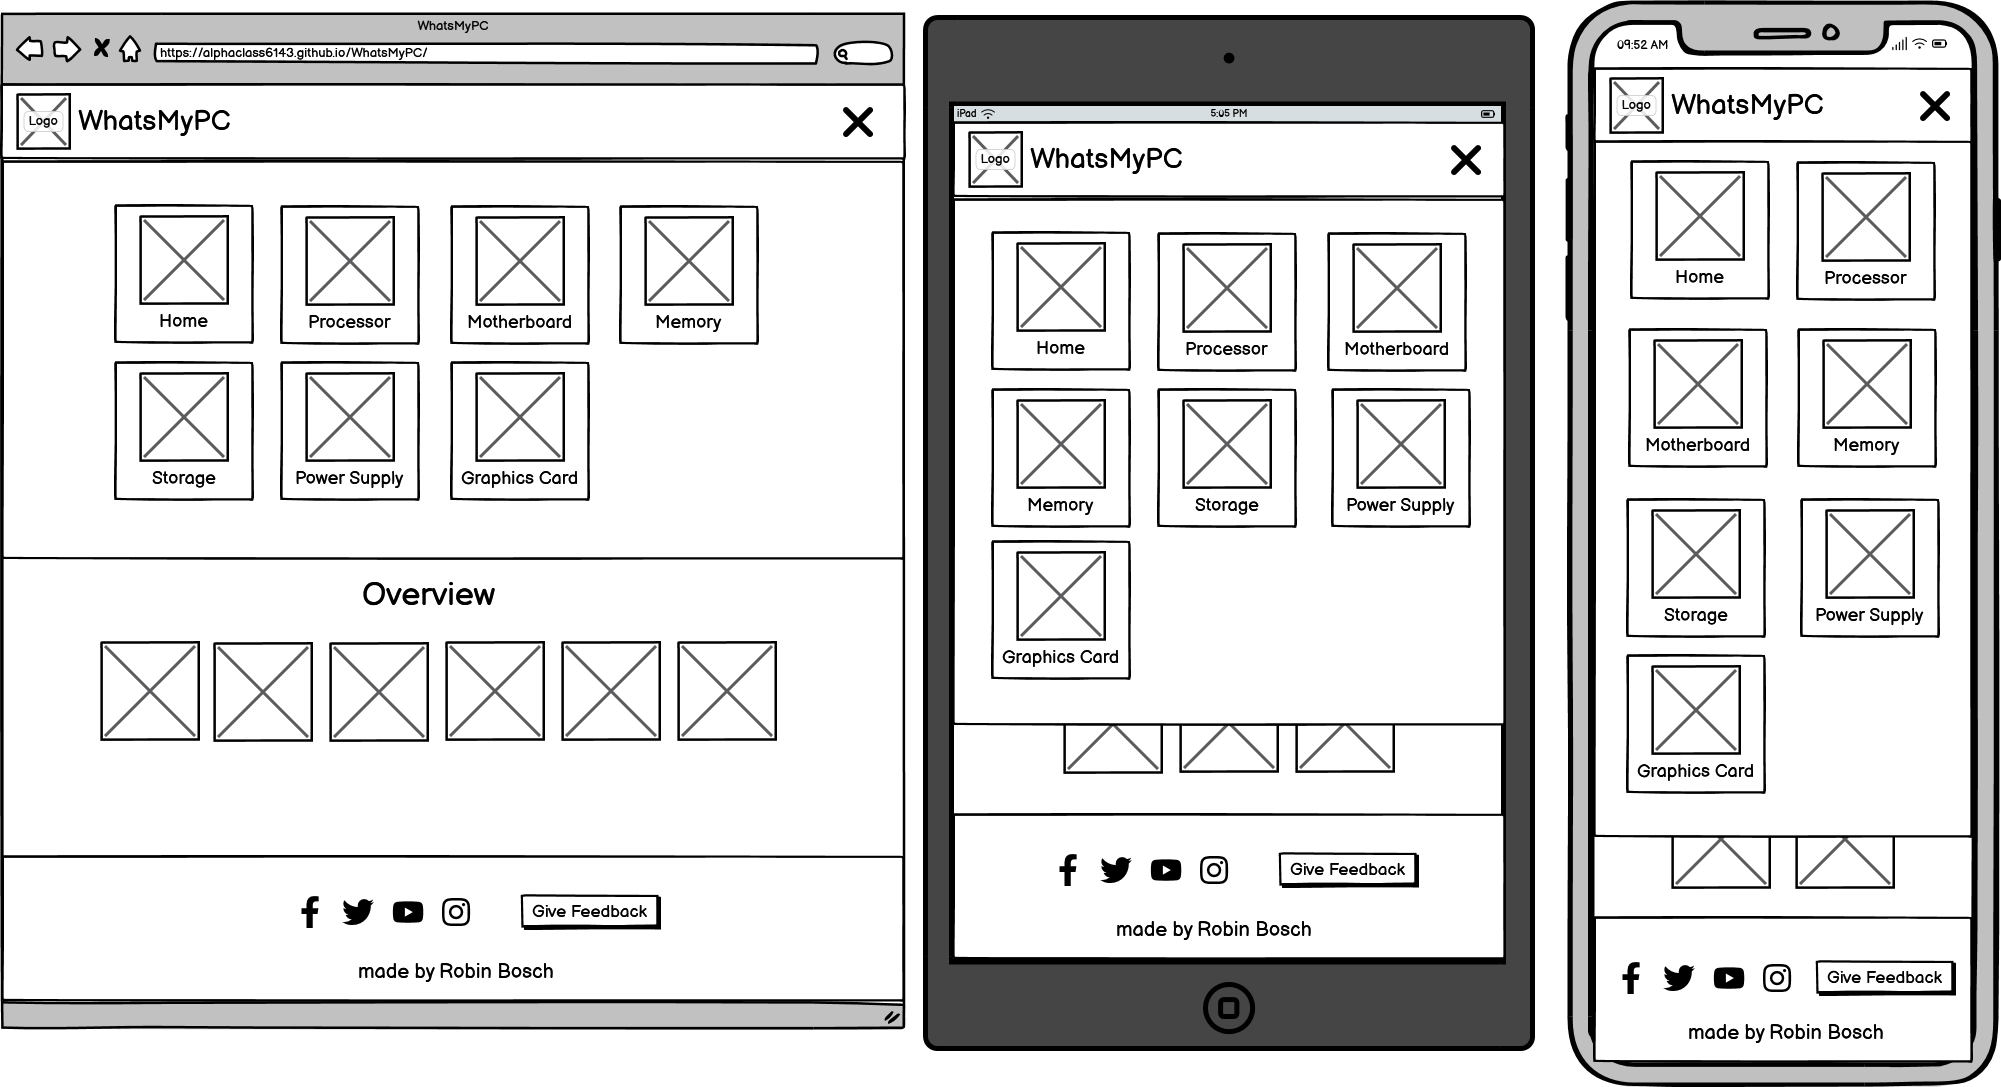 WhatsMyPC
https://alphaclass6143.github.io/WhatsMyPC/
Logo
WhatsMyPC
Home
Processor
Motherboard
Memory
Storage
Power Supply
Graphics Card
Overview
Give Feedback
made by Robin Bosch
iPad
5:05 PM
Logo
WhatsMyPC
Home
Processor
Motherboard
Memory
Storage
Power Supply
Graphics Card
Give Feedback
made by Robin Bosch
09:52 AM
Logo
WhatsMyPC
Home
Processor
Motherboard
Memory
Storage
Power Supply
Graphics Card
Give Feedback
made by Robin Bosch